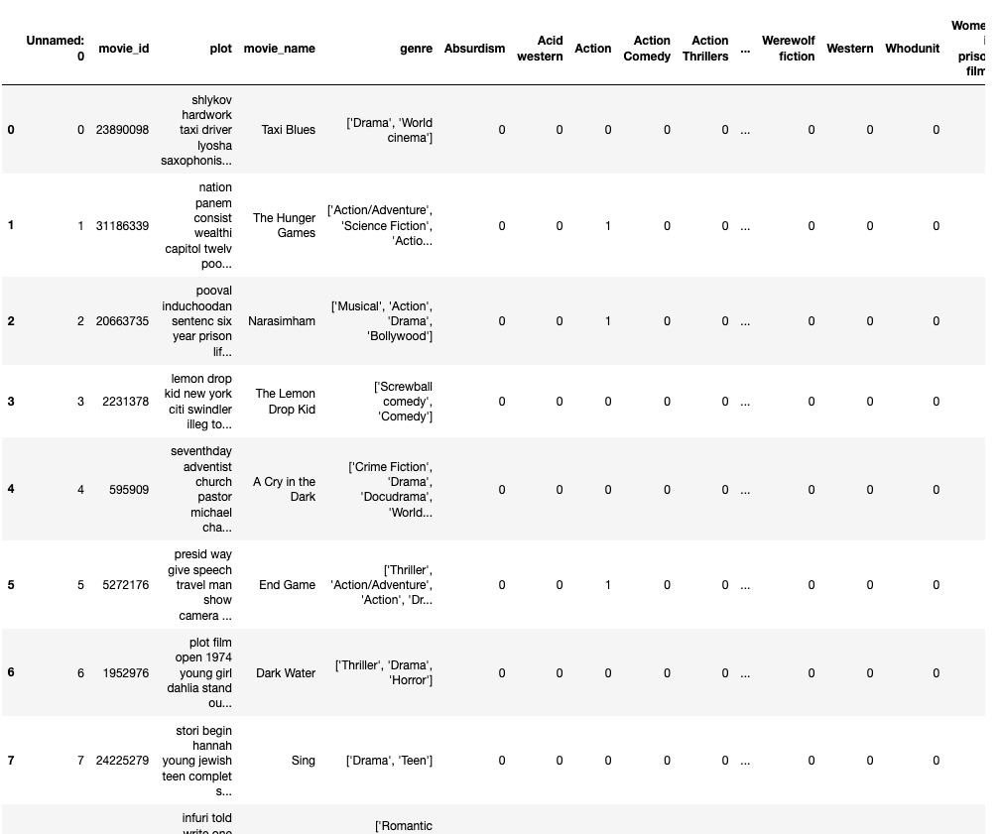 Unnamed: 0 movie_id plot movie_name genre Absurdism Acid western Action Action Comedy Action Thrillers ... Werewolf fiction Western Whodunit
0 0 23890098 shlykov hardwork taxi driver lyosha saxophonis... Taxi Blues ['Drama', 'World cinema'] 0 0 0 0 0 ... 0 0 0
1 1 31186339 nation panem consist wealthi capitol twelv poo... The Hunger Games ['Action/Adventure', 'Science Fiction', 'Actio... 0 0 1 0 0 ... 0 0 0
2 2 20663735 pooval induchoodan sentenc six year prison lif... Narasimham ['Musical', 'Action', 'Drama', 'Bollywood'] 0 0 1 0 0 ... 0 0 0
3 3 2231378 lemon drop kid new york citi swindler illeg to... The Lemon Drop Kid ['Screwball comedy', 'Comedy'] 0 0 0 0 0 ... 0 0 0
4 4 595909 seventhday adventist church pastor michael cha... A Cry in the Dark ['Crime Fiction', 'Drama', 'Docudrama', 'World... 0 0 0 0 0 ... 0 0 0
5 5 5272176 presid way give speech travel man show camera ... End Game ['Thriller', 'Action/Adventure', 'Action', 'Dr... 0 0 1 0 0 ... 0 0 0
6 6 1952976 plot film open 1974 young girl dahlia stand ou... Dark Water ['Thriller', 'Drama', 'Horror'] 0 0 0 0 0 ... 0 0 0
7 7 24225279 stori begin hannah young jewish teen complet s... Sing ['Drama', 'Teen'] 0 0 0 0 0 ... 0 0 0
infuri told ['Romantic